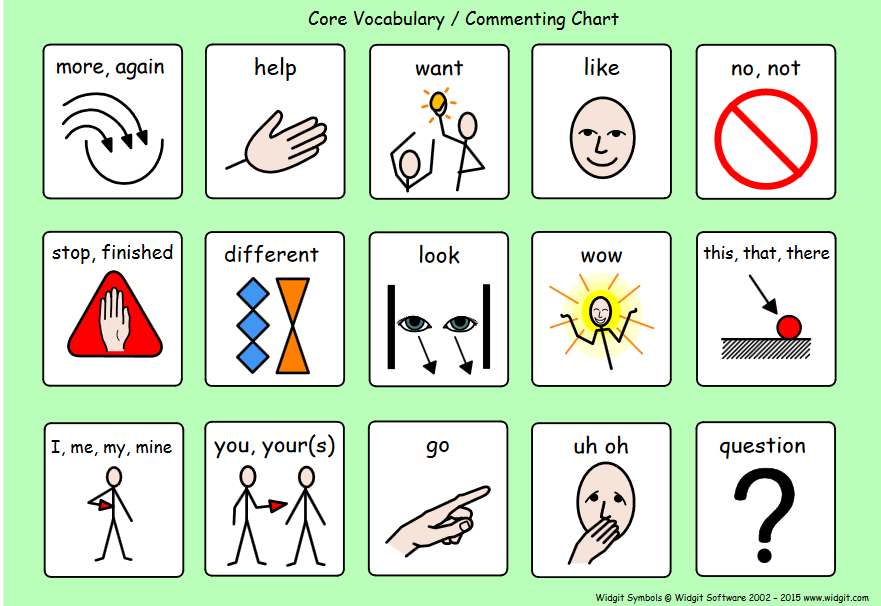 Core Vocabulary / Commenting Chart
more, again
help
want
like
no, not
stop, finished
different
look
wow
this, that, there
I, me, my, mine
you, your(s)
go
uh oh
question
?
Widgit Symbols © Widgit Software 2002 - 2015 www.widgit.com